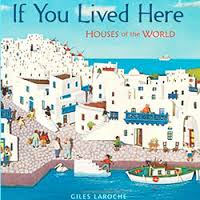 If You Lived Here
HOUSES of the WORLD
GILES LAROCHE